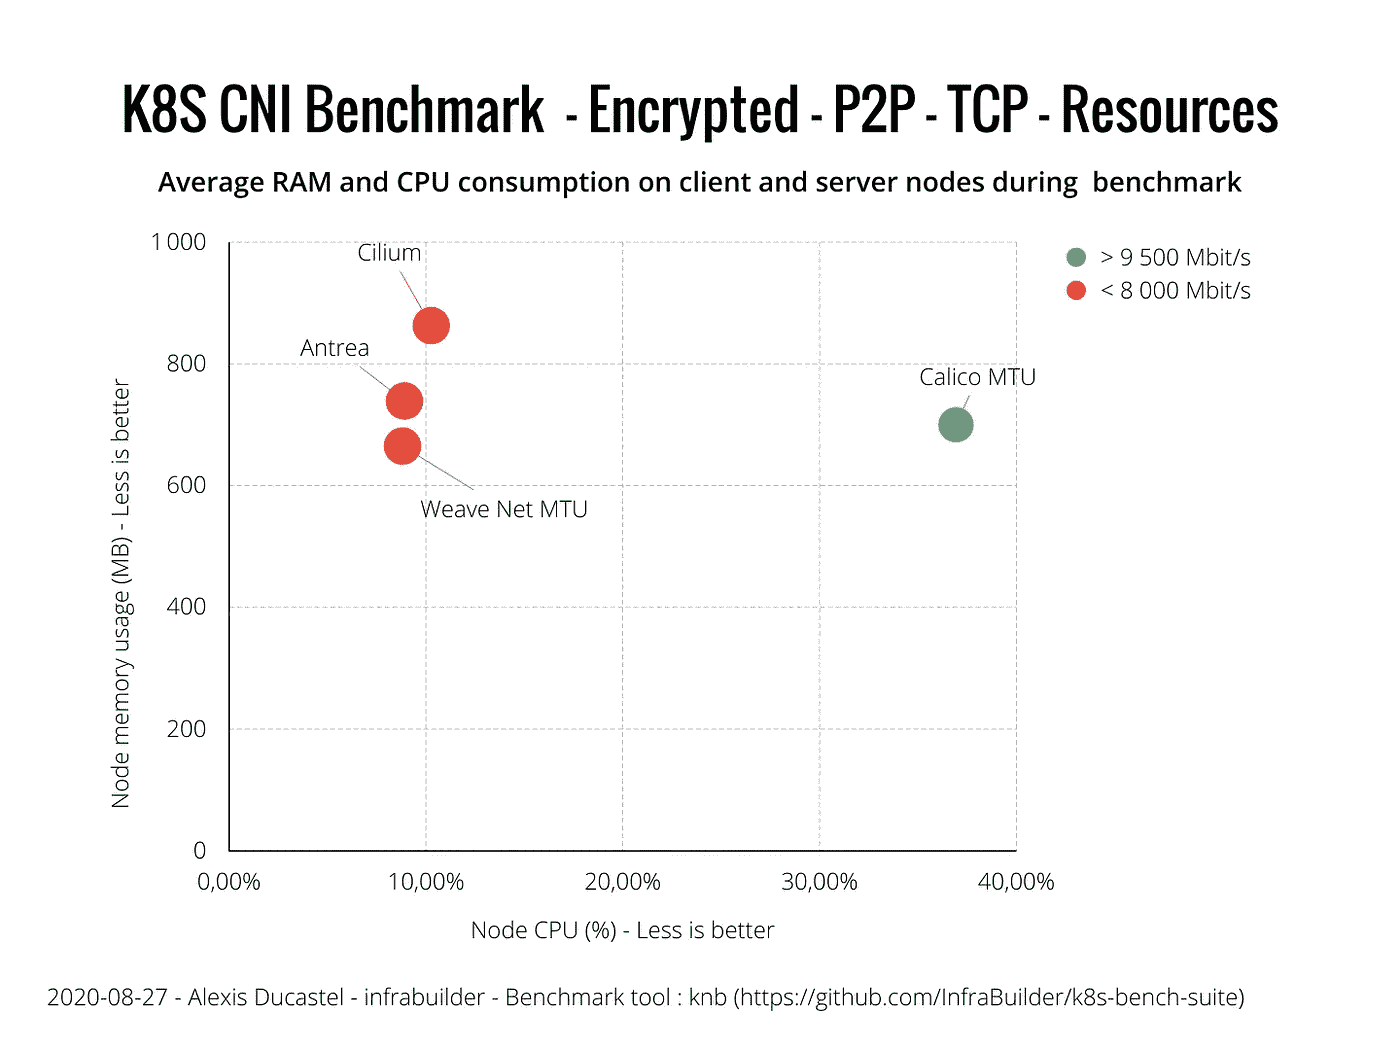 K8S CNI Benchmark - Encrypted - P2P - TCP - Resources
Average RAM and CPU consumption on client and server nodes during benchmark
> 9 500 Mbit/s
< 8 000 Mbit/s
Node memory usage (MB) - Less is better
1 000
800
600
400
200
0
Cilium
Antrea
Calico MTU
Weave Net MTU
0,00%
10,00%
20,00%
30,00%
40,00%
Node CPU (%) - Less is better
2020-08-27 - Alexis Ducastel - infrabuilder - Benchmark tool : knb (https://github.com/InfraBuilder/k8s-bench-suite)